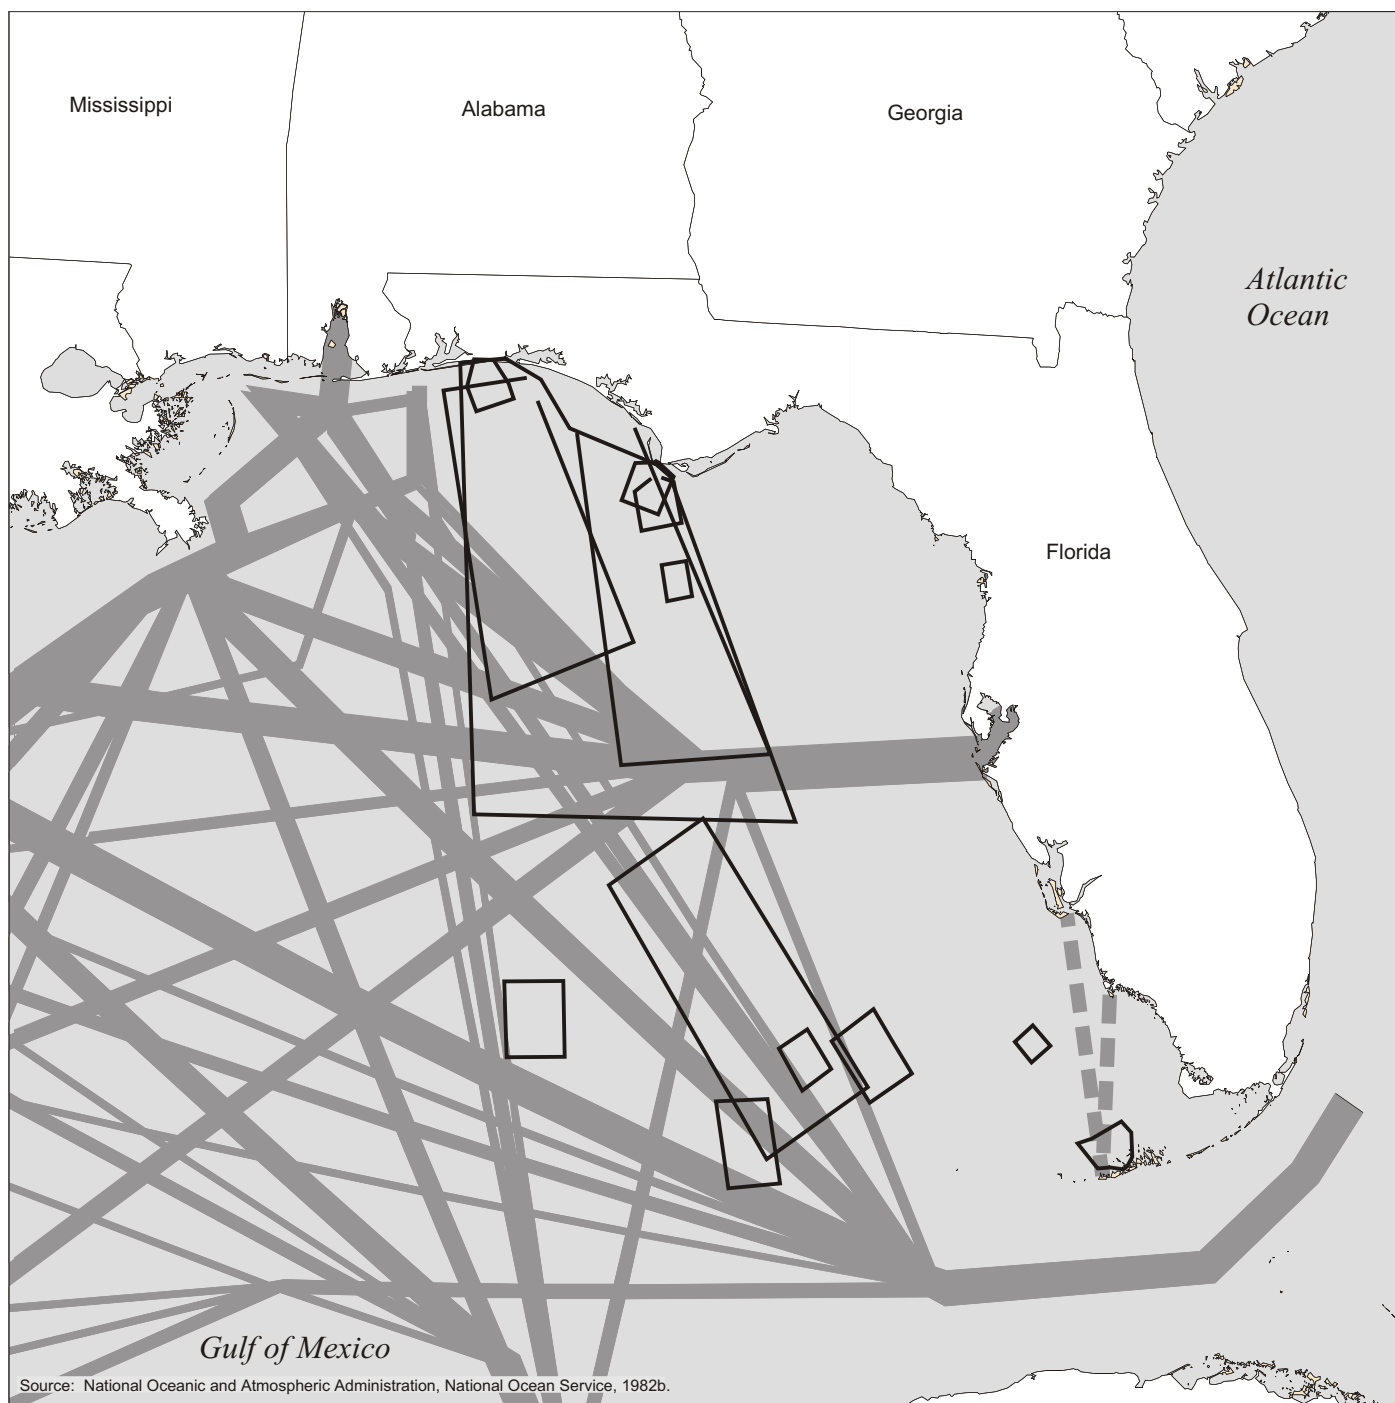 Mississippi
Alabama
Georgia
Atlantic
Ocean
Florida
Gulf of Mexico
Source: National Oceanic and Atmospheric Administration, National Ocean Service, 1982b.